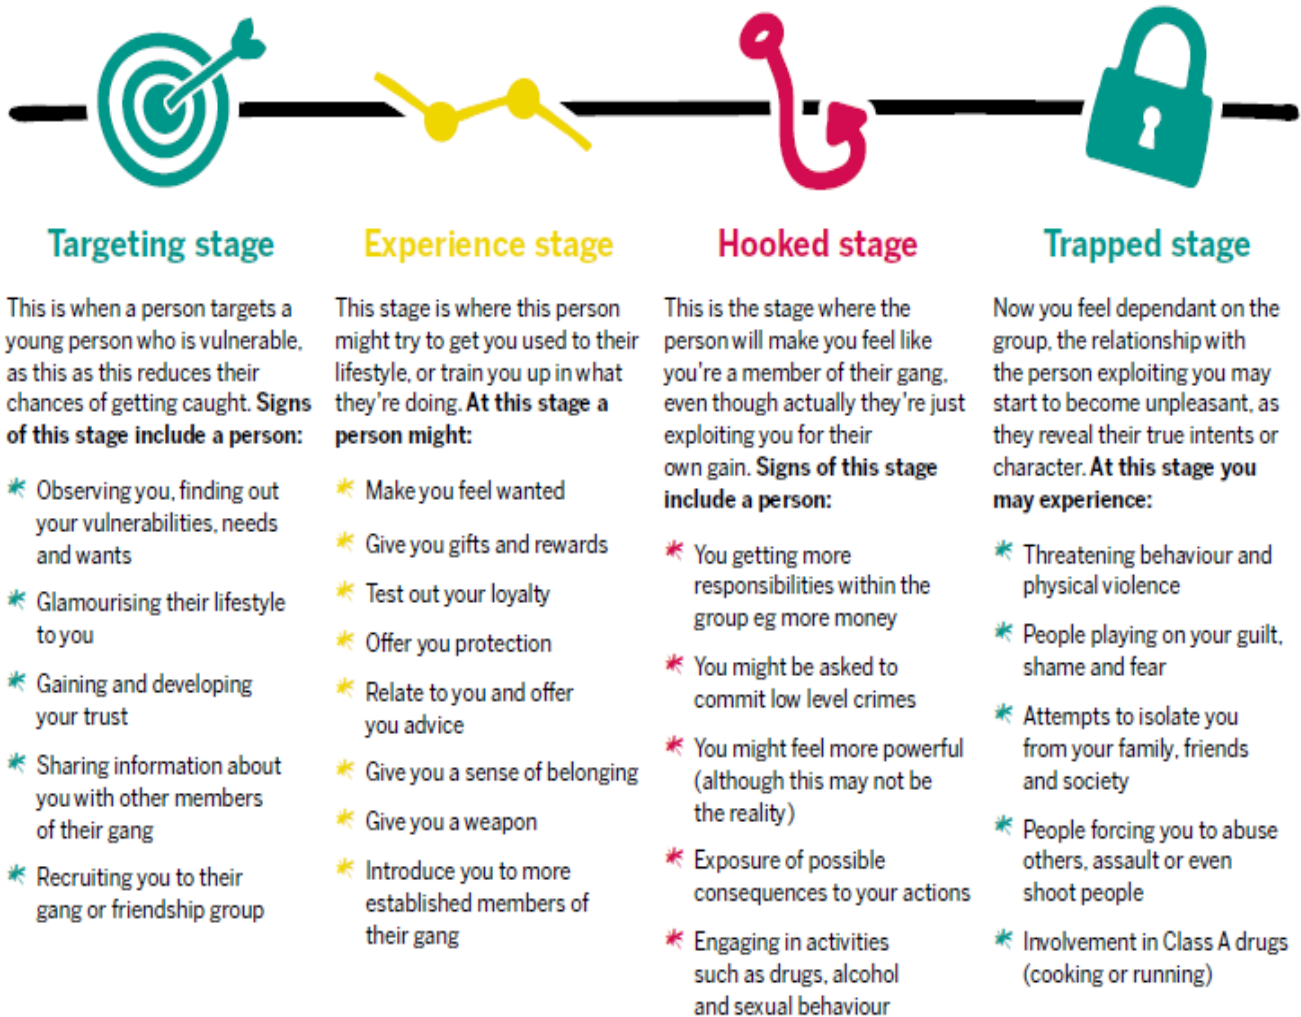 Targeting stage
This is when a person targets a
young person who is vulnerable,
as this as this reduces their
chances of getting caught. Signs
of this stage include a person:
Observing you, finding out
your vulnerabilities, needs
and wants
Glamourising their lifestyle
to you
Gaining and developing
your trust
Sharing information about
you with other members
of their gang
Recruiting you to their
gang or friendship group
Experience stage
This stage is where this person
might try to get you used to their
lifestyle, or train you up in what
they're doing. At this stage a
person might:
Make you feel wanted
Give you gifts and rewards
Test out your loyalty
Offer you protection
Relate to you and offer
you advice
Give you a sense of belonging
Give you a weapon
Introduce you to more
established members of
their gang
Hooked stage
This is the stage where the
person will make you feel like
you're a member of their gang,
even though actually they're just
exploiting you for their
own gain. Signs of this stage
include a person:
You getting more
responsibilities within the
group eg more money
You might be asked to
commit low level crimes
You might feel more powerful
(although this may not be
the reality)
Exposure of possible
consequences to your actions
Engaging in activities
such as drugs, alcohol
and sexual behaviour
Trapped stage
Now you feel dependant on the
group, the relationship with
the person exploiting you may
start to become unpleasant, as
they reveal their true intents or
character. At this stage you
may experience:
Threatening behaviour and
physical violence
People playing on your guilt,
shame and fear
Attempts to isolate you
from your family, friends
and society
People forcing you to abuse
others, assault or even
shoot people
Involvement in Class A drugs
(cooking or running)